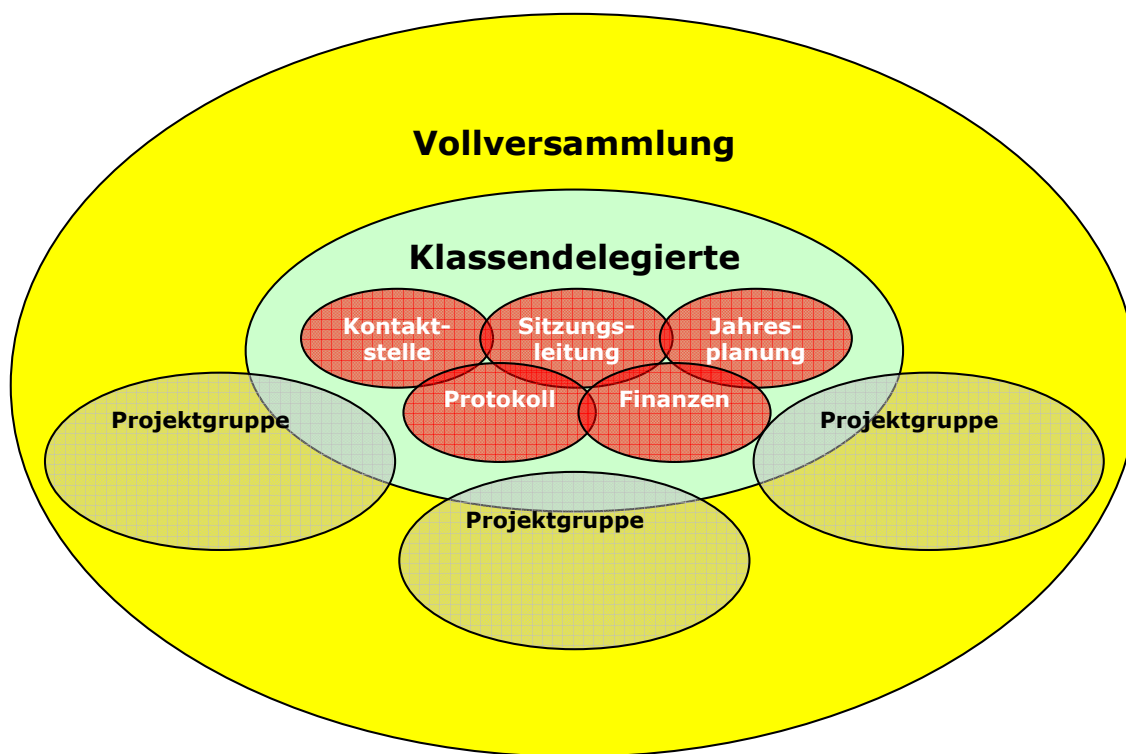 Vollversammlung
Klassendelegierte
Kontakt-
stelle
Sitzungs-
leitung
Jahres-
planung
Protokoll
Finanzen
Projektgruppe
Projektgruppe
Projektgruppe